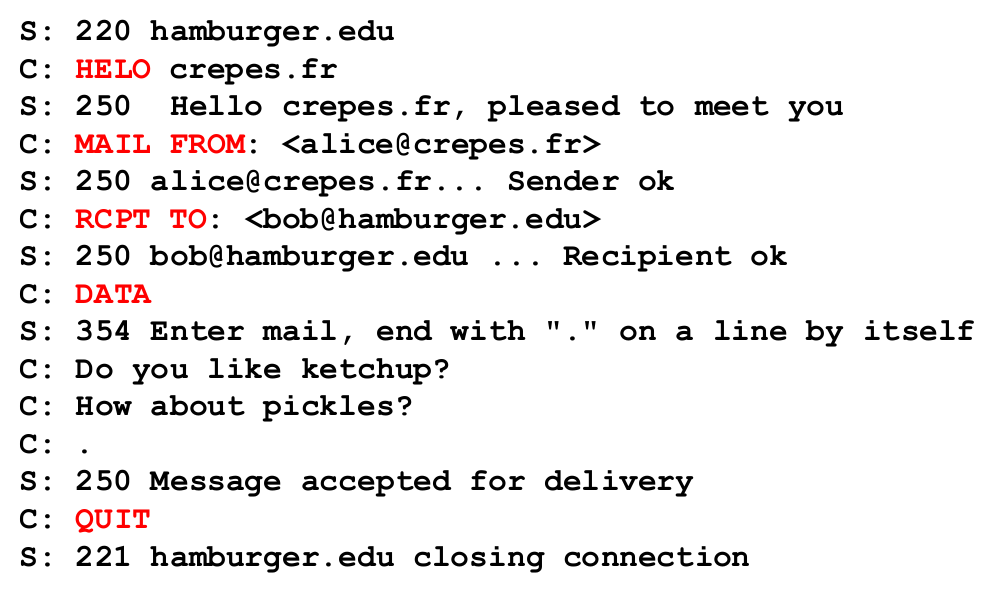 S: 220 hamburger.edu
C: HELO crepes.fr
S: 250  Hello crepes.fr, pleased to meet you
C: MAIL FROM: <alice@crepes.fr>
S: 250 alice@crepes.fr... Sender ok
C: RCPT TO: <bob@hamburger.edu>
S: 250 bob@hamburger.edu ... Recipient ok
C: DATA
S: 354 Enter mail, end with "." on a line by itself
C: Do you like ketchup?
C: How about pickles?
C: .
S: 250 Message accepted for delivery
C: QUIT
S: 221 hamburger.edu closing connection